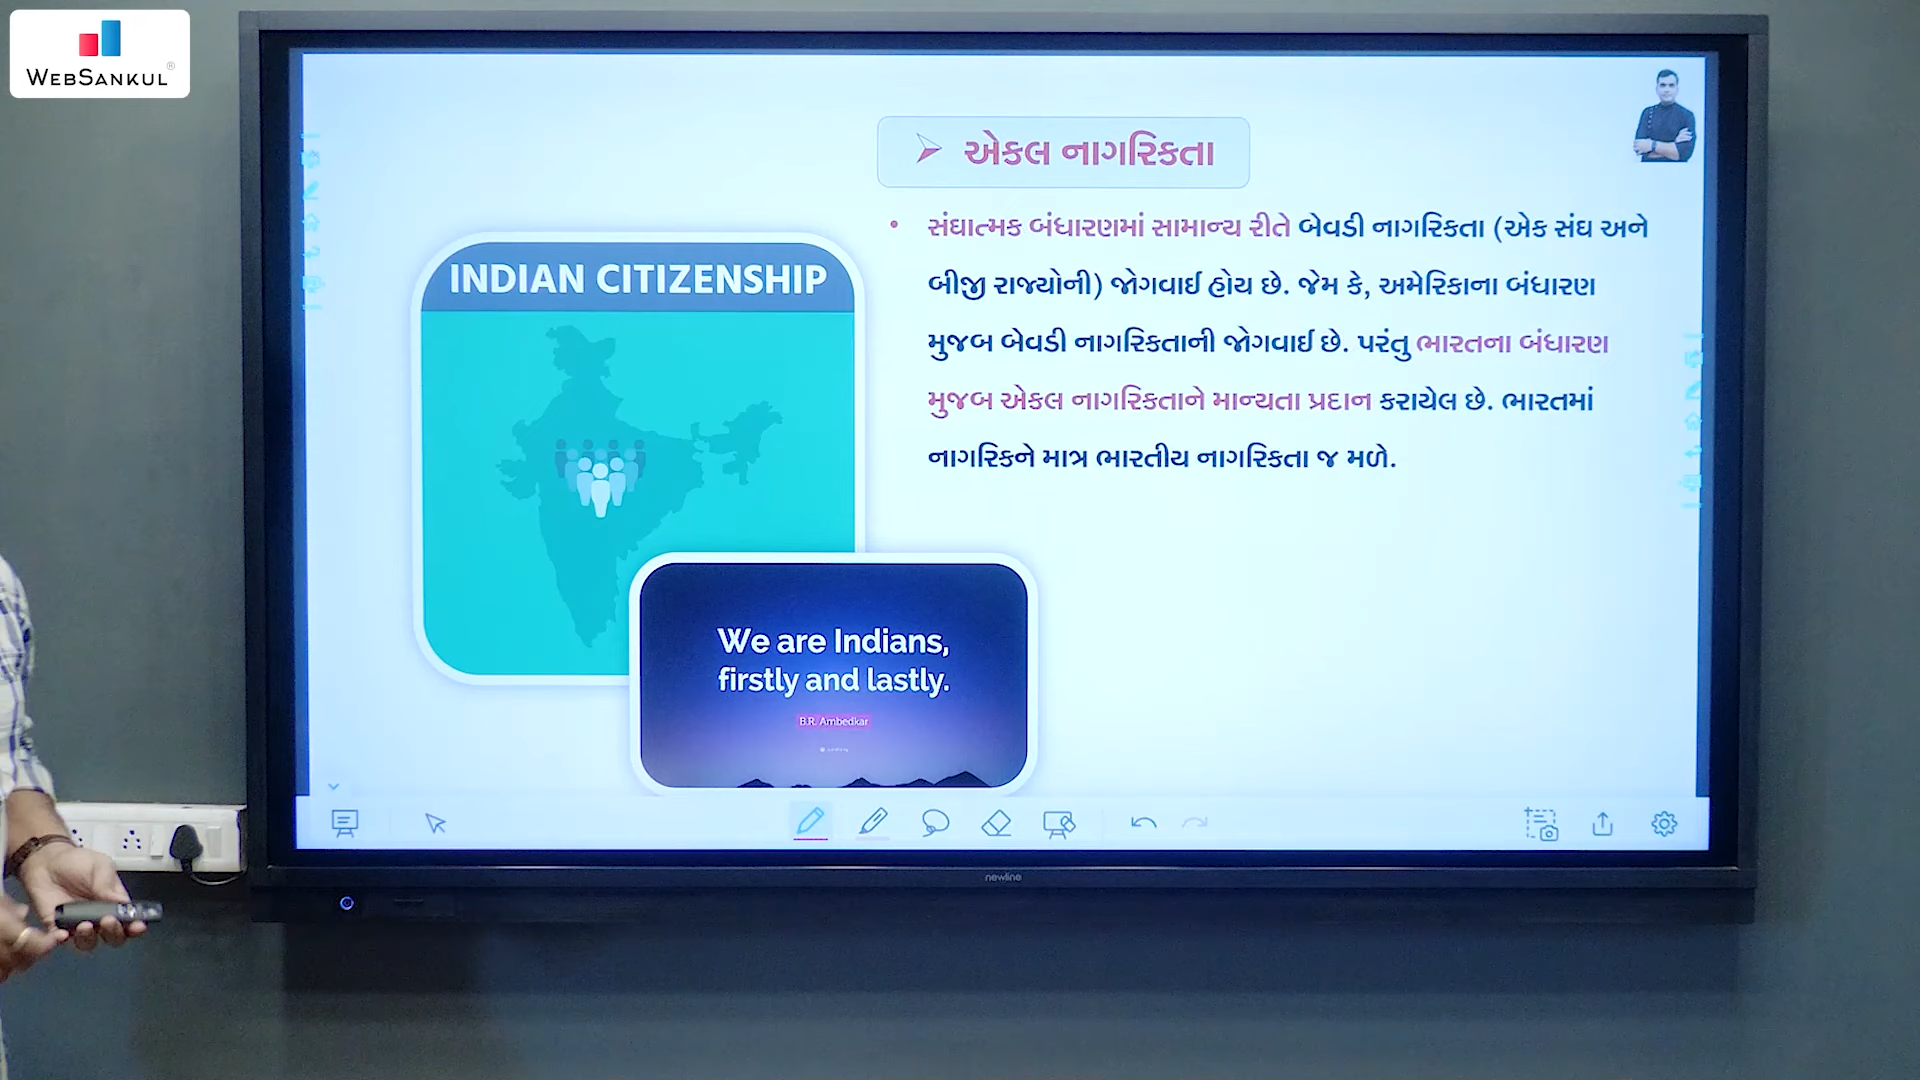 WEBSANKUL
એકલ નાગરિકતા
• સંઘાત્મક બંધારણમાં સામાન્ય રીતે બેવડી નાગરિકતા (એક સંઘ અને
બીજી રાજ્યોની) જોગવાઈ હોય છે. જેમ કે, અમેરિકાના બંધારણ
મુજબ બેવડી નાગરિકતાની જોગવાઈ છે. પરંતુ ભારતના બંધારણ
મુજબ એકલ નાગરિકતાને માન્યતા પ્રદાન કરાયેલ છે. ભારતમાં
નાગરિકને માત્ર ભારતીય નાગરિકતા જ મળે.
INDIAN CITIZENSHIP
We are Indians,
firstly and lastly.
B.R. Ambedkar
newline